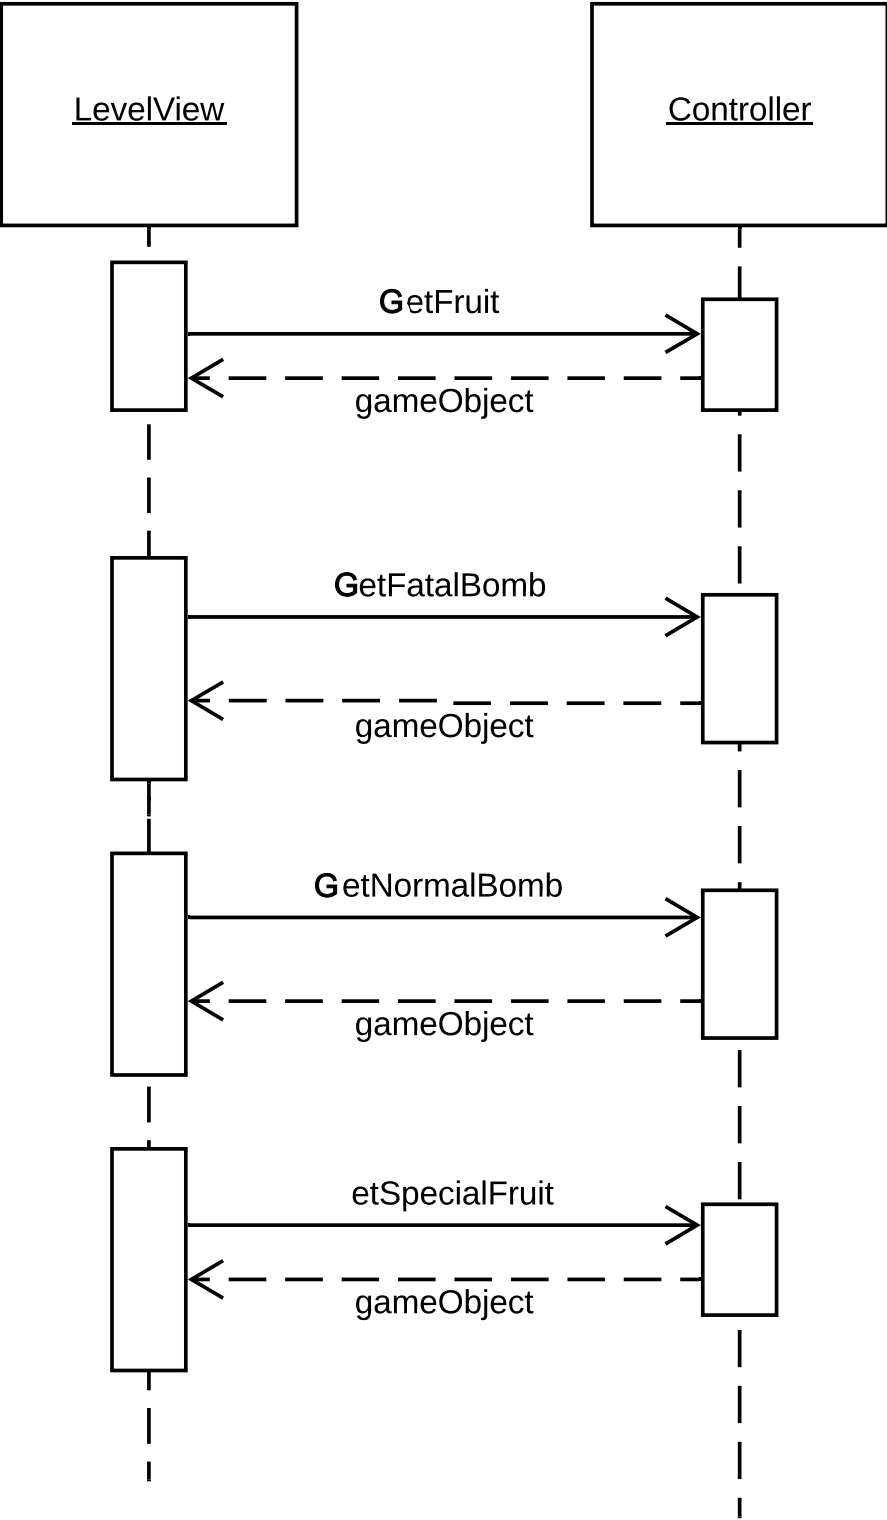 LevelView
Controller
GetFruit
gameObject
GetFatalBomb
gameObject
GetNormalBomb
gameObject
etSpecialFruit
gameObject